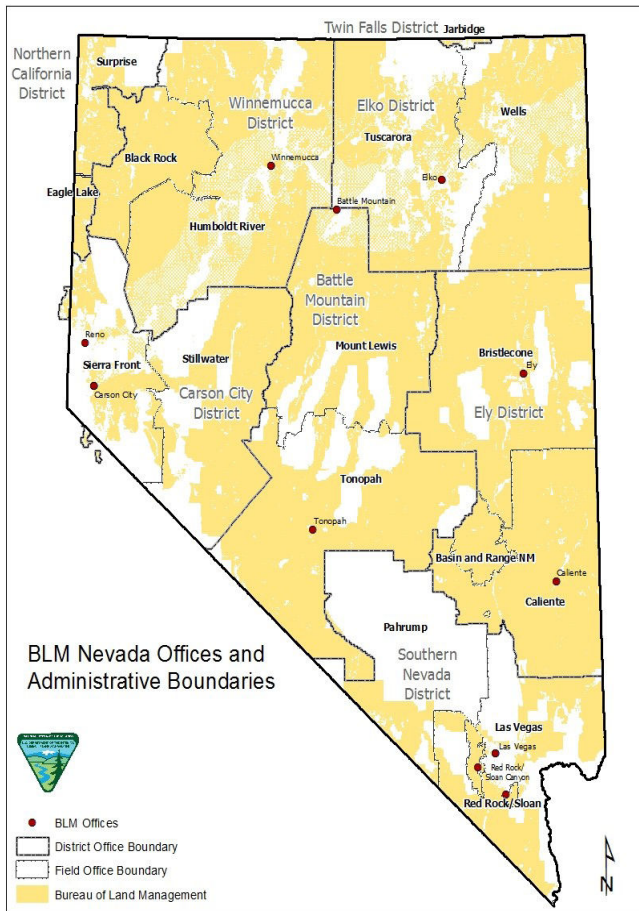 Twin Falls District
Jarbidge
Northern
California
District
Surprise
Winnemucca
District
Elko District
Wells
Tuscarora
Black Rock
Winnemucca
Elko
Eagle Lake
Battle Mountain
Humboldt River
Battle
Mountain
District
Reno
Stillwater
Mount Lewis
Bristlecone
Sierra Front
Ely
Carson City
Carson City
District
Ely District
Tonopah
Tonopah
Basin and Range NM
Caliente
Caliente
Pahrump
BLM Nevada Offices and
Administrative Boundaries
Southern
Nevada
District
Las Vegas
Las Vegas
Red Rock/
Sloan Canyon
Red Rock/Sloan
BLM Offices
District Office Boundary
Field Office Boundary
Bureau of Land Management
N